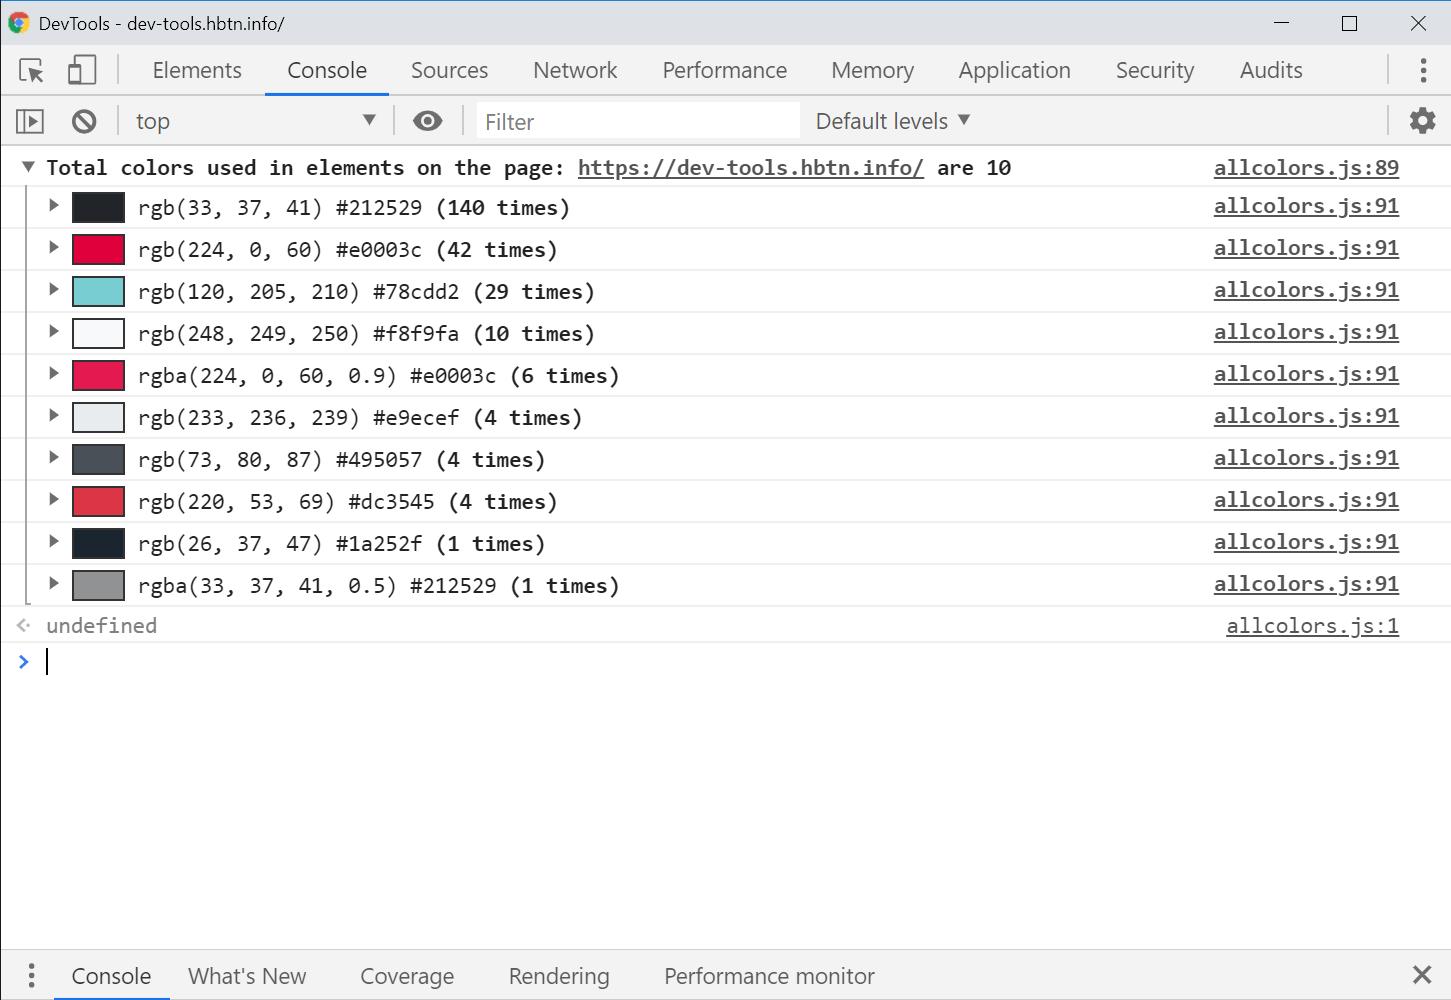 DevTools - dev-tools.hbtn.info/
Elements Console Sources Network Performance Memory Application Security Audits
top Filter Default levels
Total colors used in elements on the page: https://dev-tools.hbtn.info/ are 10 allcolors.js:89
rgb(33, 37, 41) #212529 (140 times) allcolors.js:91
rgb(224, 0, 60) #e0003c (42 times) allcolors.js:91
rgb(120, 205, 210) #78cdd2 (29 times) allcolors.js:91
rgb(248, 249, 250) #f8f9fa (10 times) allcolors.js:91
rgba(224, 0, 60, 0.9) #e0003c (6 times) allcolors.js:91
rgb(233, 236, 239) #e9ecef (4 times) allcolors.js:91
rgb(73, 80, 87) #495057 (4 times) allcolors.js:91
rgb(220, 53, 69) #dc3545 (4 times) allcolors.js:91
rgb(26, 37, 47) #1a252f (1 times) allcolors.js:91
rgba(33, 37, 41, 0.5) #212529 (1 times) allcolors.js:91
undefined allcolors.js:1
Console What's New Coverage Rendering Performance monitor